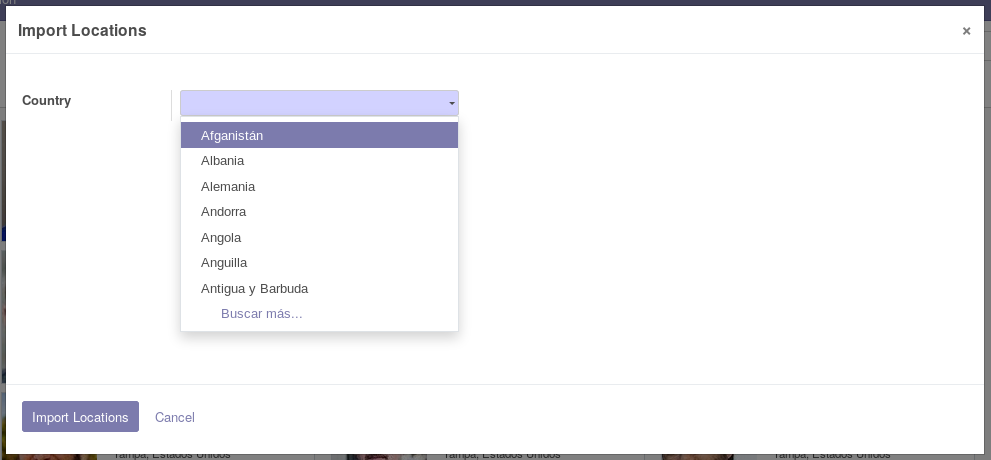 Import Locations
×
Country
Afganistán
Albania
Alemania
Andorra
Angola
Anguilla
Antigua y Barbuda
Buscar más...
Import Locations
Cancel
Tampa, Estados Unidos
Tampa, Estados Unidos
Tampa, Estados Unidos